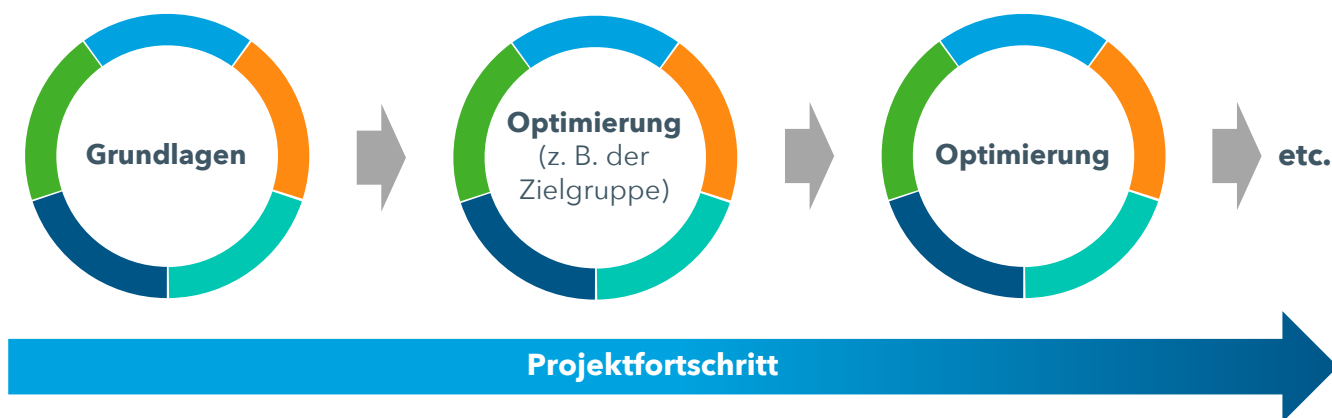 Grundlagen
Optimierung
(z. B. der
Zielgruppe)
Optimierung
etc.
Projektfortschritt